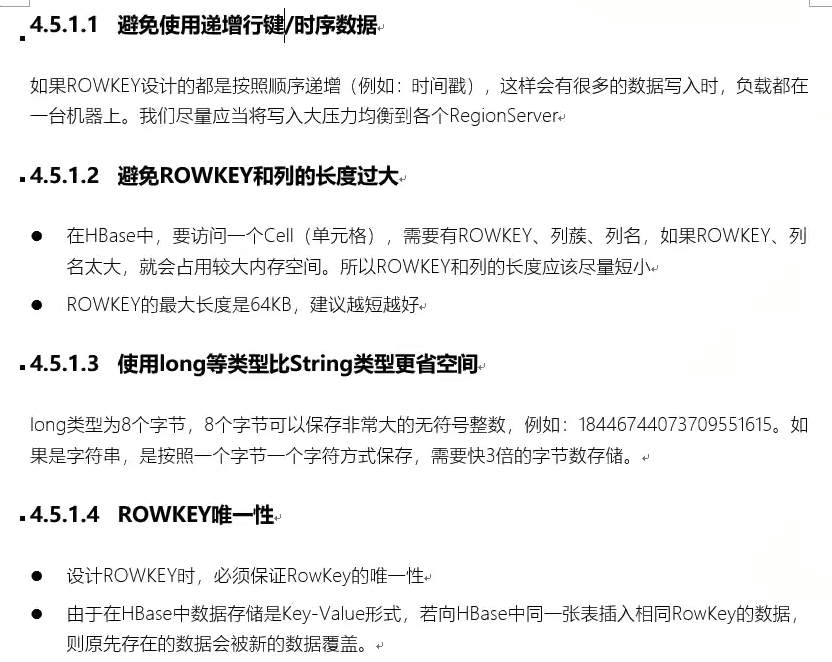 4.5.1.1 避免使用递增行键/时序数据
如果ROWKEY设计的都是按照顺序递增（例如：时间戳），这样会有很多的数据写入时，负载都在
一台机器上。我们尽量应当将写入大压力均衡到各个RegionServer
4.5.1.2 避免ROWKEY和列的长度过大
● 在HBase中，要访问一个Cell（单元格），需要有ROWKEY、列蔟、列名，如果ROWKEY、列
名太大，就会占用较大内存空间。所以ROWKEY和列的长度应该尽量短小
● ROWKEY的最大长度是64KB，建议越短越好
4.5.1.3 使用long等类型比String类型更省空间
long类型为8个字节，8个字节可以保存非常大的无符号整数，例如：18446744073709551615。如
果是字符串，是按照一个字节一个字符方式保存，需要快3倍的字节数存储。
4.5.1.4 ROWKEY唯一性
● 设计ROWKEY时，必须保证RowKey的唯一性
● 由于在HBase中数据存储是Key-Value形式，若向HBase中同一张表插入相同RowKey的数据，
则原先存在的数据会被新的数据覆盖。